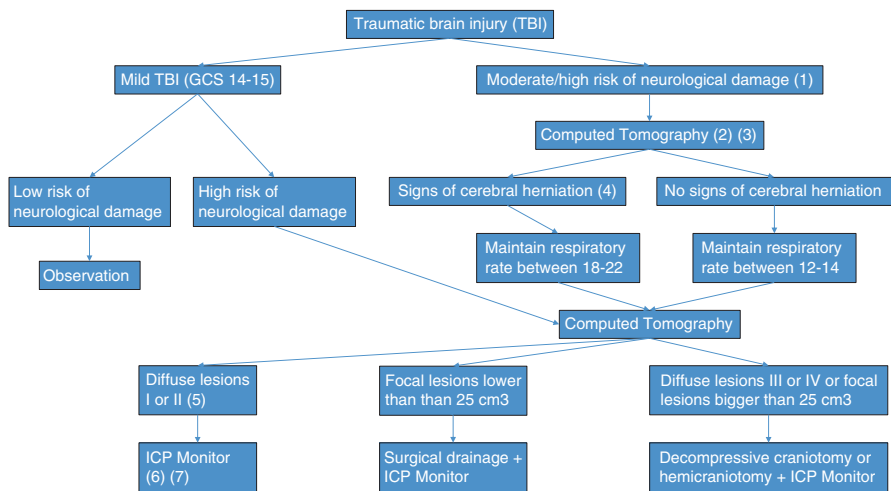 Traumatic brain injury (TBI)
Mild TBI (GCS 14-15)
Moderate/high risk of neurological damage (1)
Computed Tomography (2) (3)
Low risk of
neurological damage
High risk of
neurological damage
Signs of cerebral herniation (4)
No signs of cerebral herniation
Observation
Maintain respiratory
rate between 18-22
Maintain respiratory
rate between 12-14
Computed Tomography
Diffuse lesions
I or II (5)
Focal lesions lower
than than 25 cm3
Diffuse lesions III or IV or focal
lesions bigger than 25 cm3
ICP Monitor
(6) (7)
Surgical drainage +
ICP Monitor
Decompressive craniotomy or
hemicraniotomy + ICP Monitor